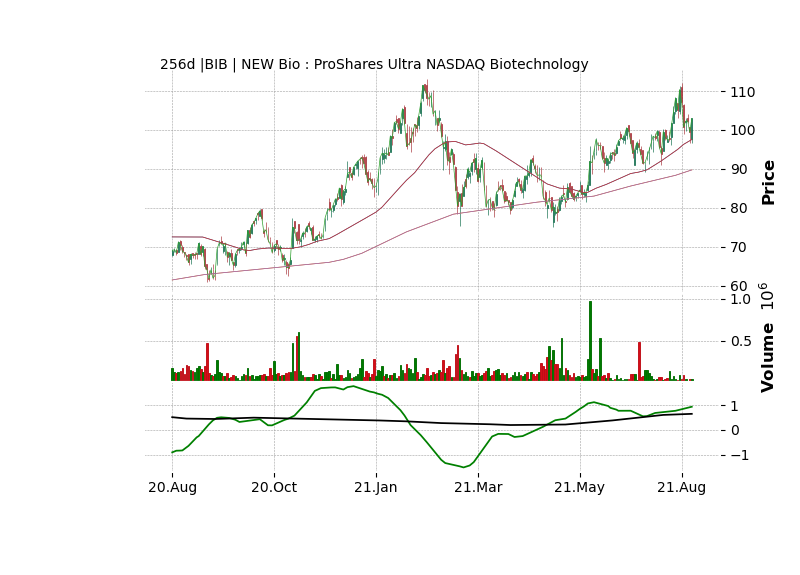 256d |BIB | NEW Bio : ProShares Ultra NASDAQ Biotechnology
110
100
90
80
70
60
Price
1.0
0.5
Volume 10^6
1
0
−1
20.Aug 20.Oct 21.Jan 21.Mar 21.May 21.Aug